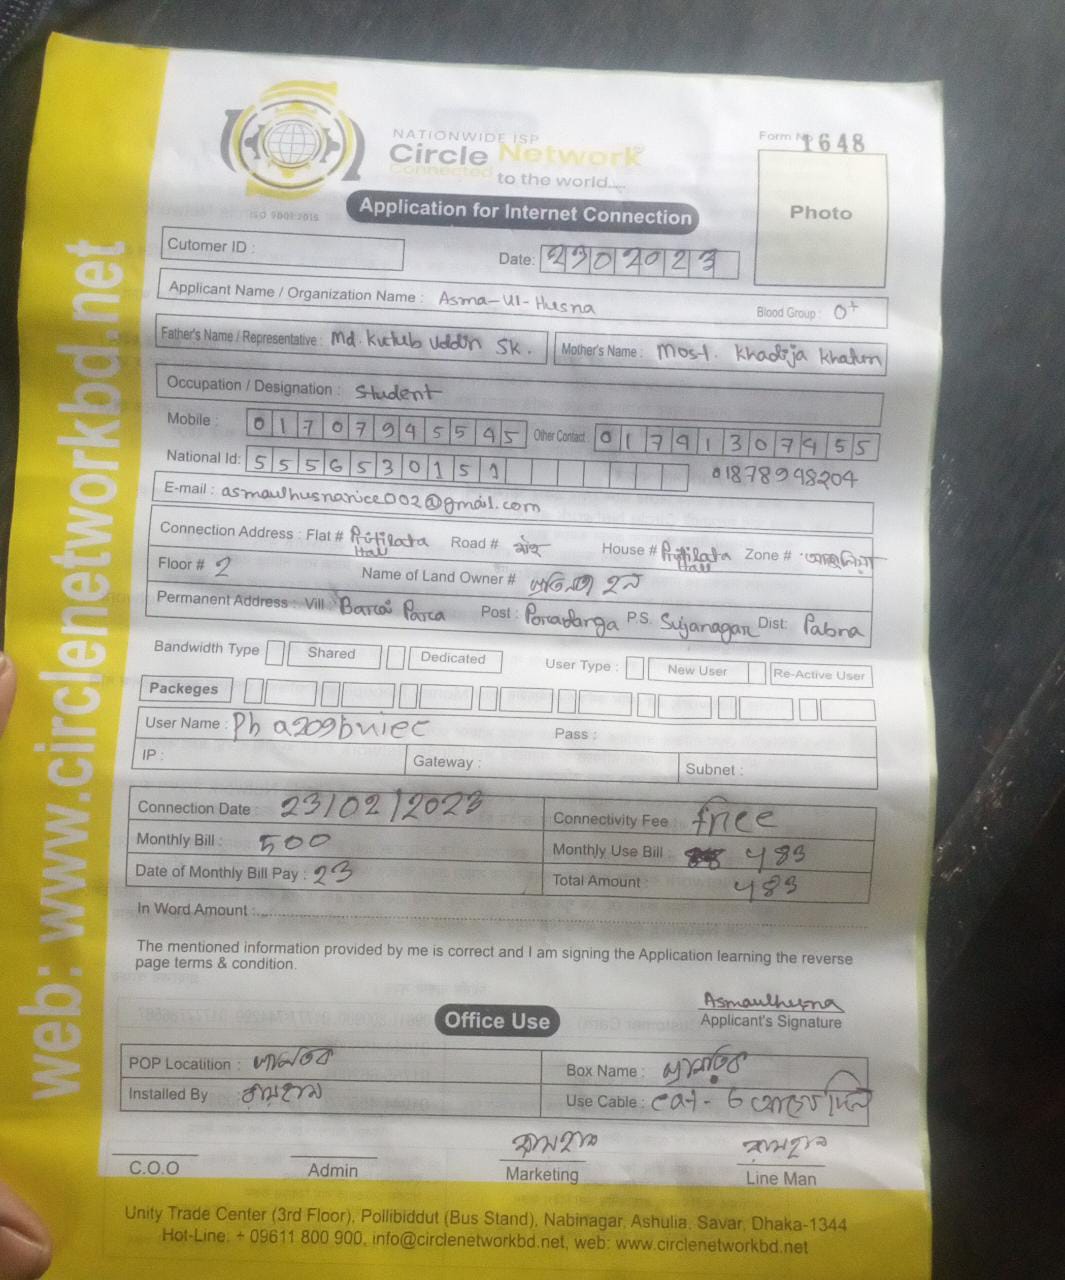 web: www.circlenetworkbd.net
NATIONWIDE ISP
Circle Network
Connected to the world.....
ISO 9001:2015
Form No 1648
Photo
Application for Internet Connection
Cutomer ID :
Date: 23022023
Applicant Name / Organization Name : Asma-Ul-Husna Blood Group : O+
Father's Name / Representative : Md. Kutub Uddin Sk. Mother's Name : Most. Khadija Khatun
Occupation / Designation : Student
Mobile : 01707945545 Other Contact 01741307455
National Id: 5556530151 01878948204
E-mail : asmaulhusnarice002@gmail.com
Connection Address : Flat # Pritilata Hall Road # House # Pritilata Hall Zone #
Floor # 2 Name of Land Owner #
Permanent Address : Vill : Barai Para Post : Poradanga P.S. Sujanagar Dist: Pabna
Bandwidth Type Shared Dedicated User Type : New User Re-Active User
Packeges
User Name : Pass :
IP : Gateway : Subnet :
Connection Date : 23/02/2023 Connectivity Fee free
Monthly Bill : 500 Monthly Use Bill : 483
Date of Monthly Bill Pay : 23 Total Amount : 483
In Word Amount :
The mentioned information provided by me is correct and I am signing the Application learning the reverse
page terms & condition.
Asmaulhusna
Applicant's Signature
Office Use
POP Locatition : Box Name :
Installed By Use Cable : cat-6
C.O.O Admin Marketing Line Man
Unity Trade Center (3rd Floor), Pollibiddut (Bus Stand), Nabinagar, Ashulia, Savar, Dhaka-1344
Hot-Line. + 09611 800 900, info@circlenetworkbd.net, web: www.circlenetworkbd.net